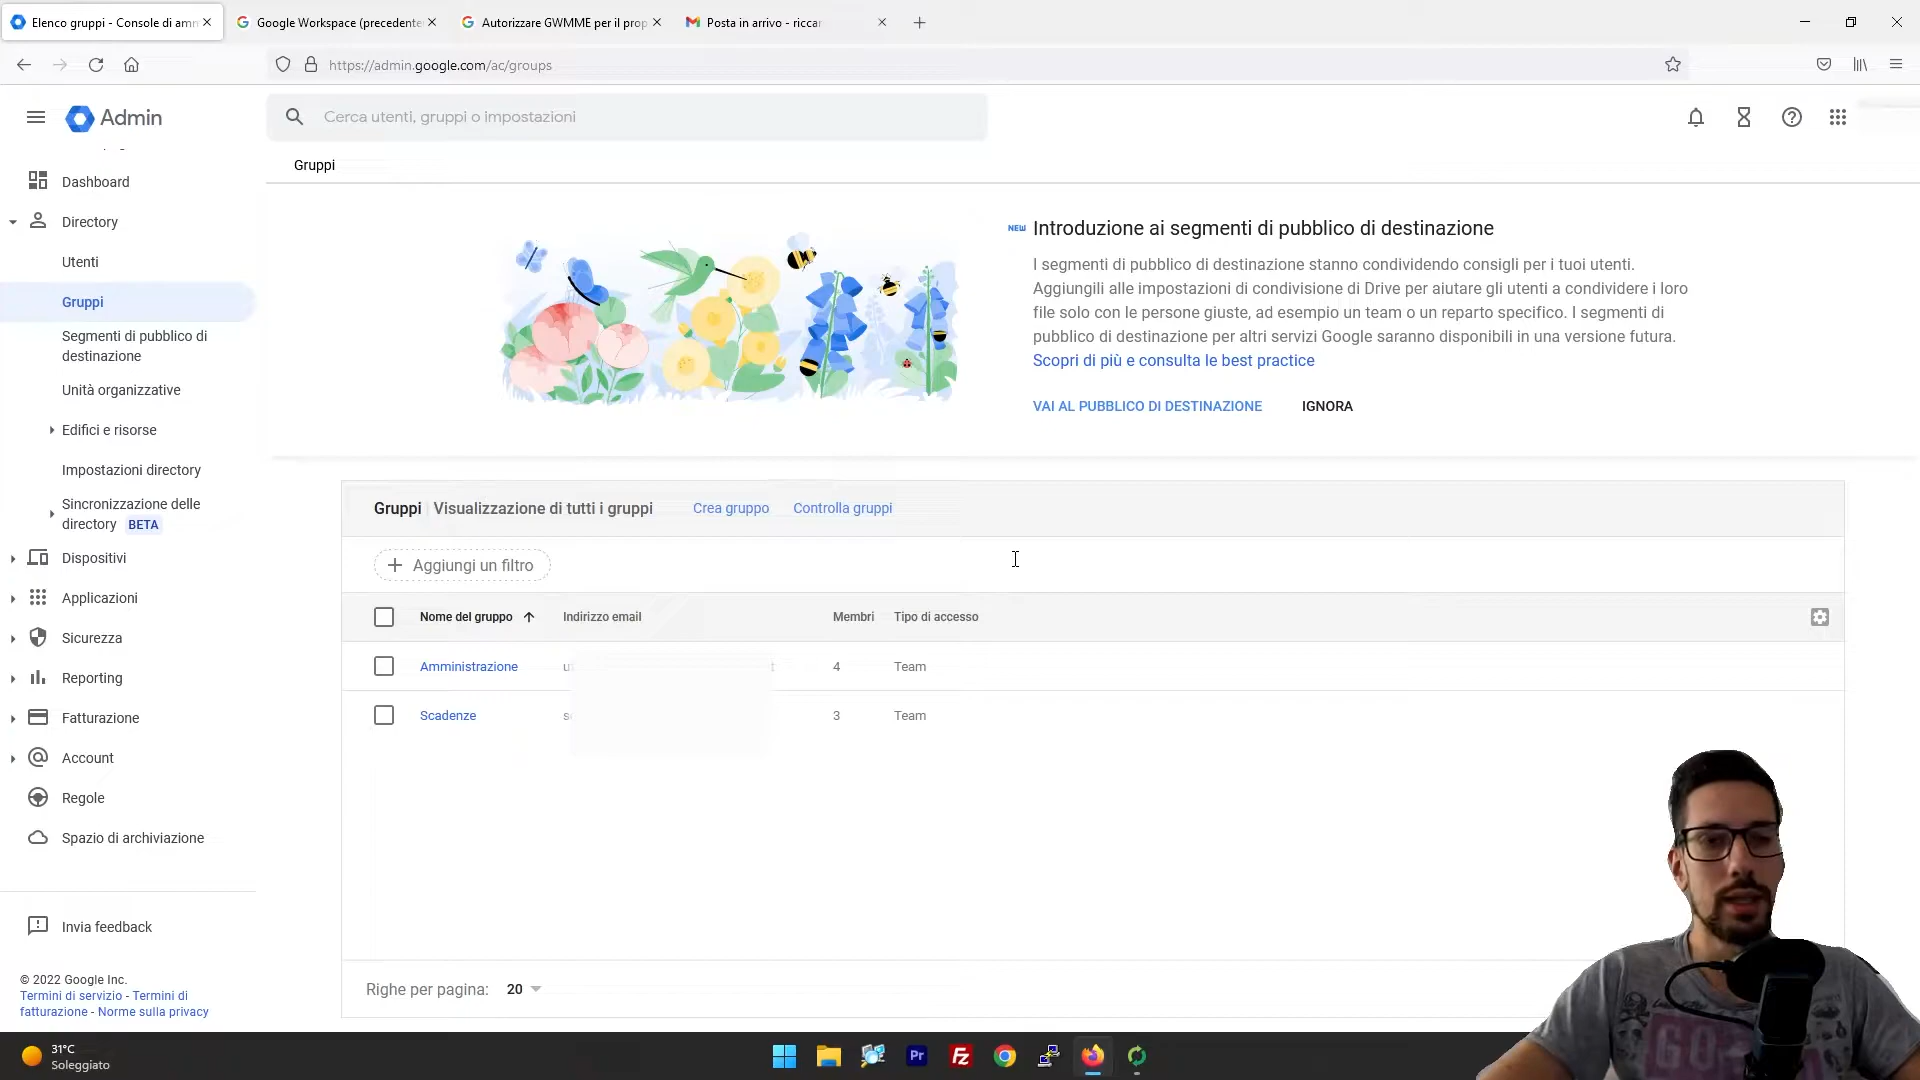 Elenco gruppi - Console di amm
Google Workspace (precedente
Autorizzare GWMME per il prop
Posta in arrivo - riccar
https://admin.google.com/ac/groups
Admin
Cerca utenti, gruppi o impostazioni
Gruppi
Dashboard
Directory
Utenti
Gruppi
Segmenti di pubblico di
destinazione
Unità organizzative
Edifici e risorse
Impostazioni directory
Sincronizzazione delle
directory BETA
Dispositivi
Applicazioni
Sicurezza
Reporting
Fatturazione
Account
Regole
Spazio di archiviazione
Invia feedback
© 2022 Google Inc.
Termini di servizio - Termini di
fatturazione - Norme sulla privacy
NEW Introduzione ai segmenti di pubblico di destinazione
I segmenti di pubblico di destinazione stanno condividendo consigli per i tuoi utenti.
Aggiungili alle impostazioni di condivisione di Drive per aiutare gli utenti a condividere i loro
file solo con le persone giuste, ad esempio un team o un reparto specifico. I segmenti di
pubblico di destinazione per altri servizi Google saranno disponibili in una versione futura.
Scopri di più e consulta le best practice
VAI AL PUBBLICO DI DESTINAZIONE IGNORA
Gruppi Visualizzazione di tutti i gruppi Crea gruppo Controlla gruppi
Aggiungi un filtro
Nome del gruppo Indirizzo email Membri Tipo di accesso
Amministrazione 4 Team
Scadenze 3 Team
Righe per pagina: 20
31°C
Soleggiato
Pr
Fz